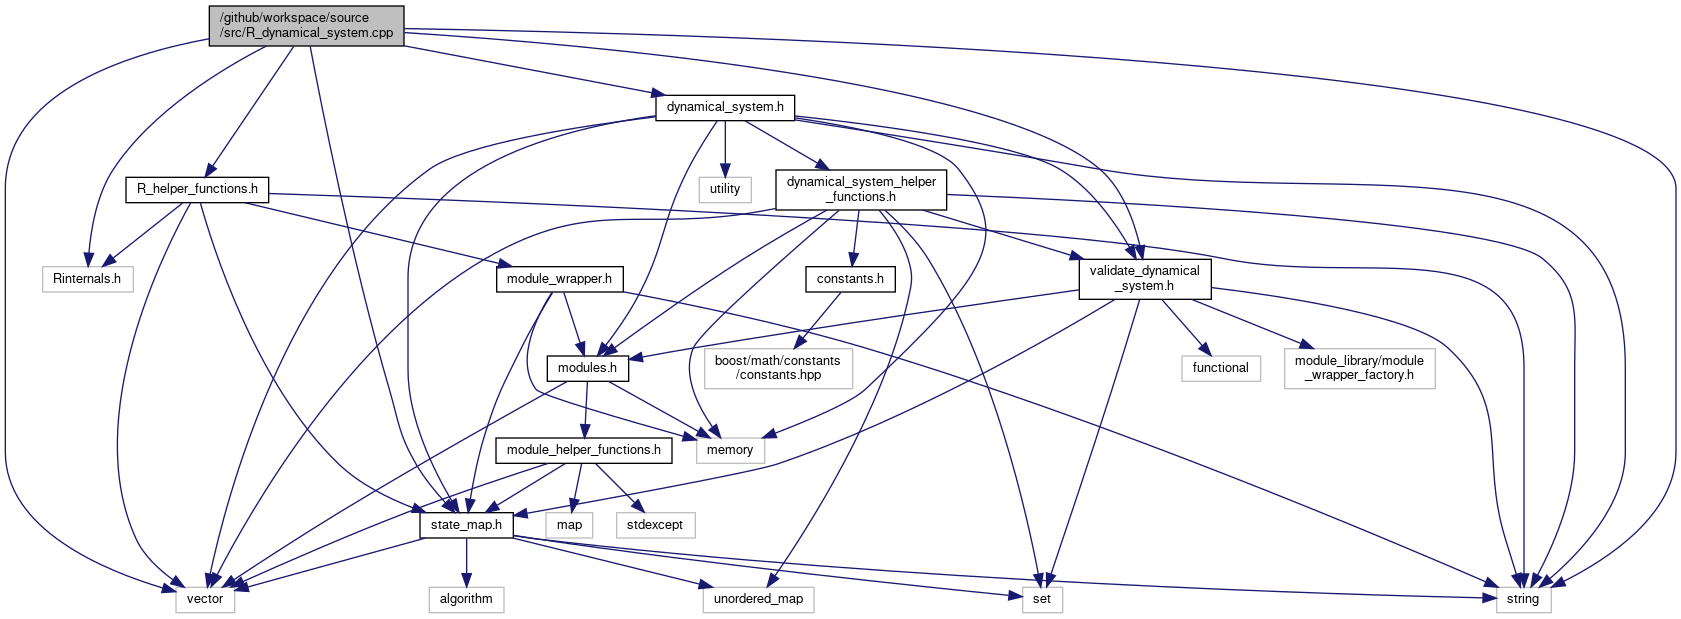 /github/workspace/source
/src/R_dynamical_system.cpp
dynamical_system.h
R_helper_functions.h
utility
dynamical_system_helper
_functions.h
Rinternals.h
module_wrapper.h
constants.h
validate_dynamical
_system.h
modules.h
boost/math/constants
/constants.hpp
functional
module_library/module
_wrapper_factory.h
module_helper_functions.h
memory
state_map.h
map
stdexcept
vector
algorithm
unordered_map
set
string